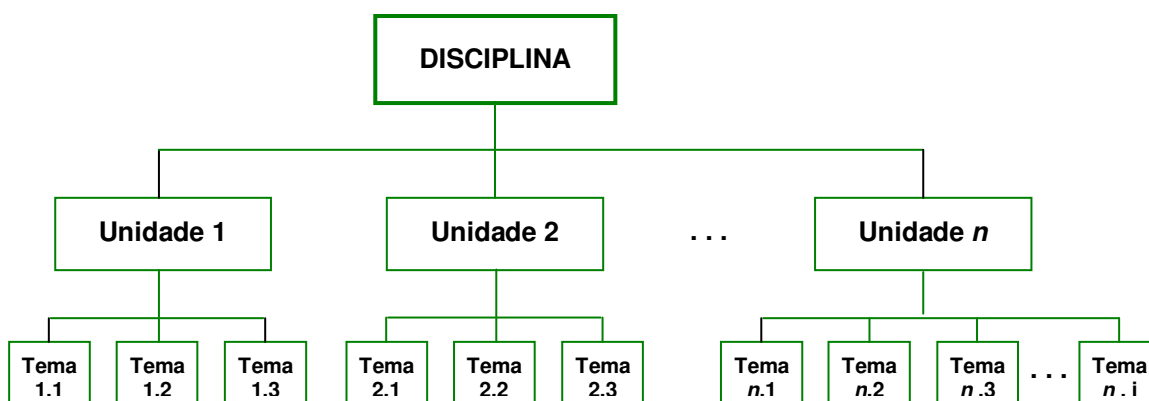 DISCIPLINA
Unidade 1
Unidade 2
. . .
Unidade n
Tema
1.1
Tema
1.2
Tema
1.3
Tema
2.1
Tema
2.2
Tema
2.3
Tema
n.1
Tema
n.2
Tema
n .3
. . .
Tema
n . i